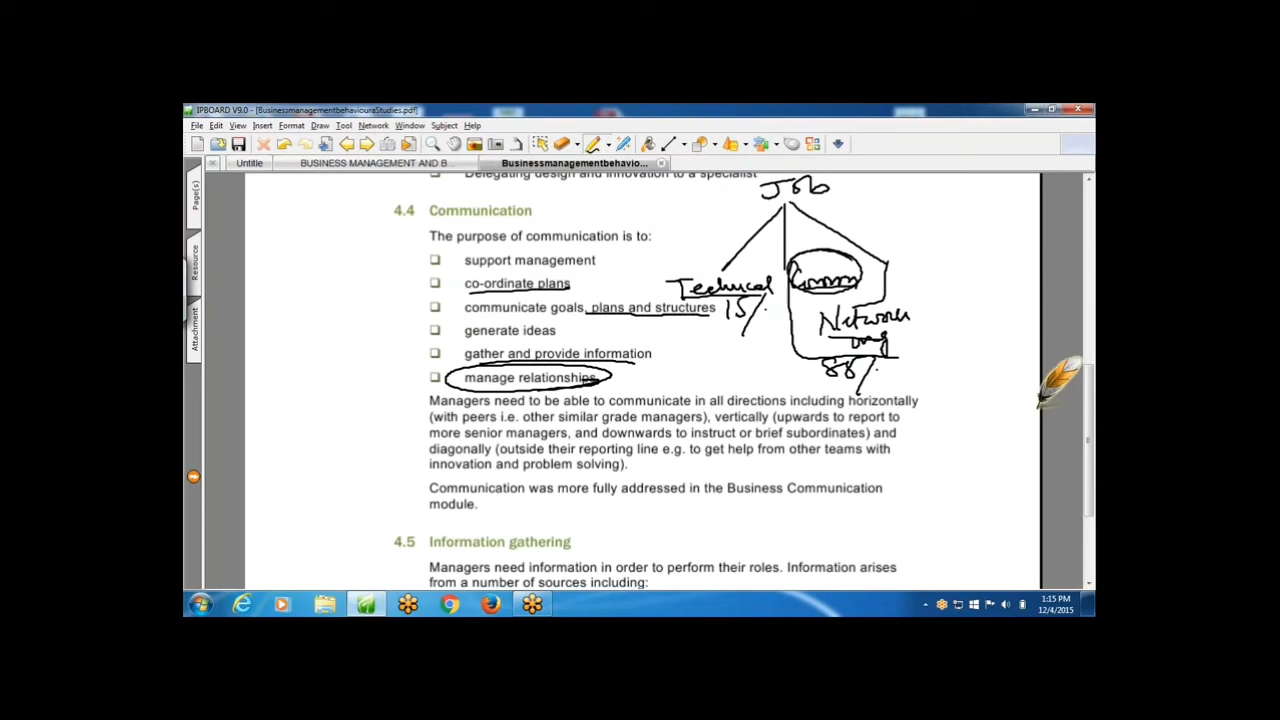 IPBOARD V9.0 - [BusinessmanagementbehaviouraStudies.pdf]
File Edit View Insert Format Draw Tool Network Window Subject Help
Untitle BUSINESS MANAGEMENT AND B... Businessmanagementbehavio...
Page(s)
Resource
Attachment
❑ Delegating design and innovation to a specialist
Job
4.4 Communication
The purpose of communication is to:
❑ support management
❑ co-ordinate plans
Technical Comm
❑ communicate goals, plans and structures
15%
Network
ing
❑ generate ideas
❑ gather and provide information
❑ manage relationships
Managers need to be able to communicate in all directions including horizontally
(with peers i.e. other similar grade managers), vertically (upwards to report to
more senior managers, and downwards to instruct or brief subordinates) and
diagonally (outside their reporting line e.g. to get help from other teams with
innovation and problem solving).
Communication was more fully addressed in the Business Communication
module.
4.5 Information gathering
Managers need information in order to perform their roles. Information arises
from a number of sources including:
1:15 PM
12/4/2015